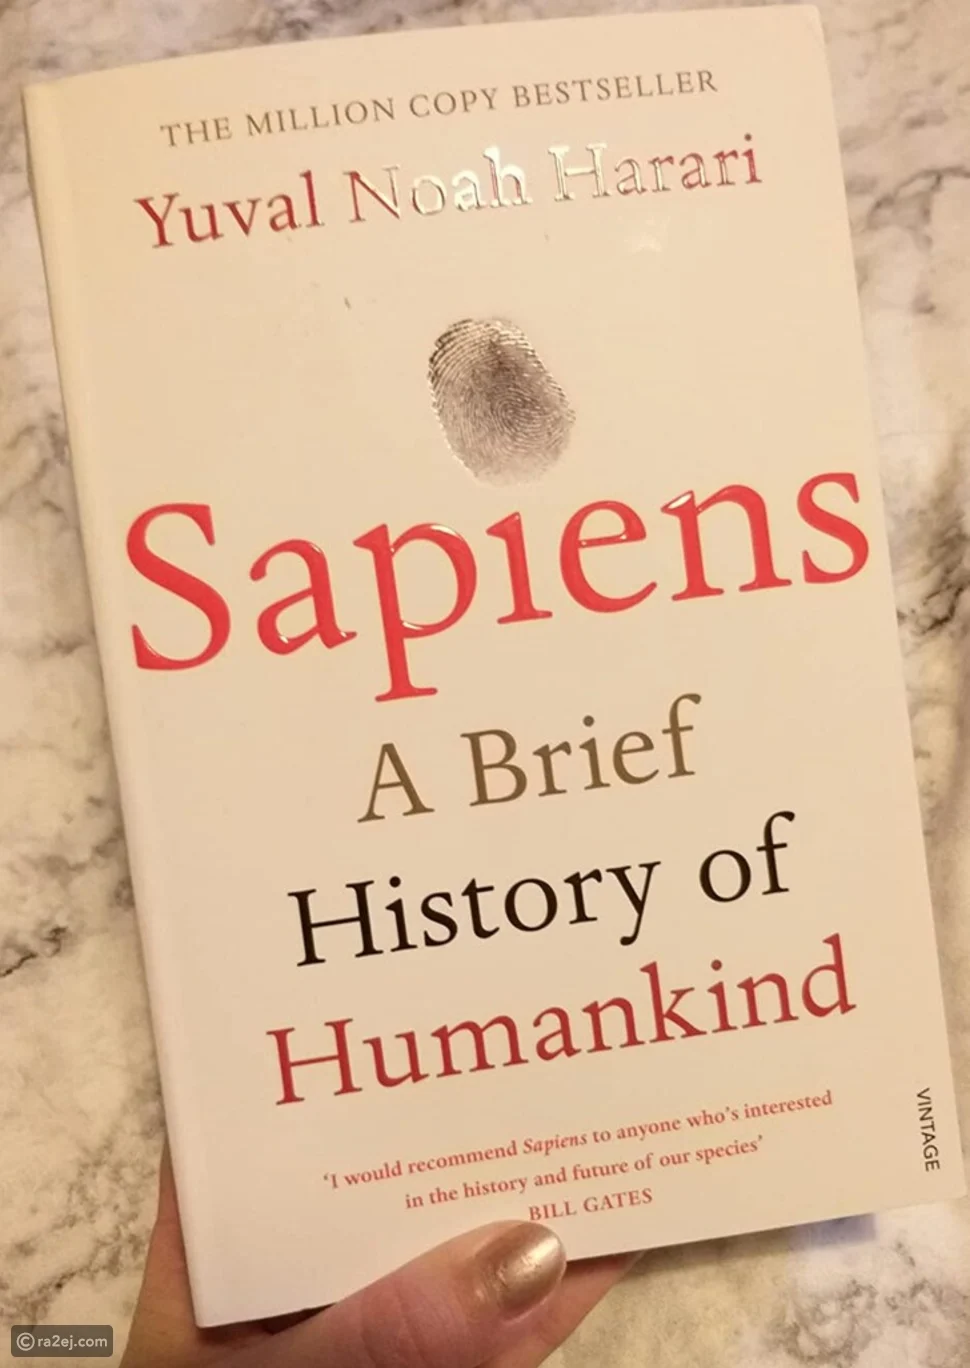 THE MILLION COPY BESTSELLER
Yuval Noah Harari
Sapiens
A Brief
History of
Humankind
‘I would recommend Sapiens to anyone who’s interested
in the history and future of our species’
BILL GATES
VINTAGE
© ra2ej.com